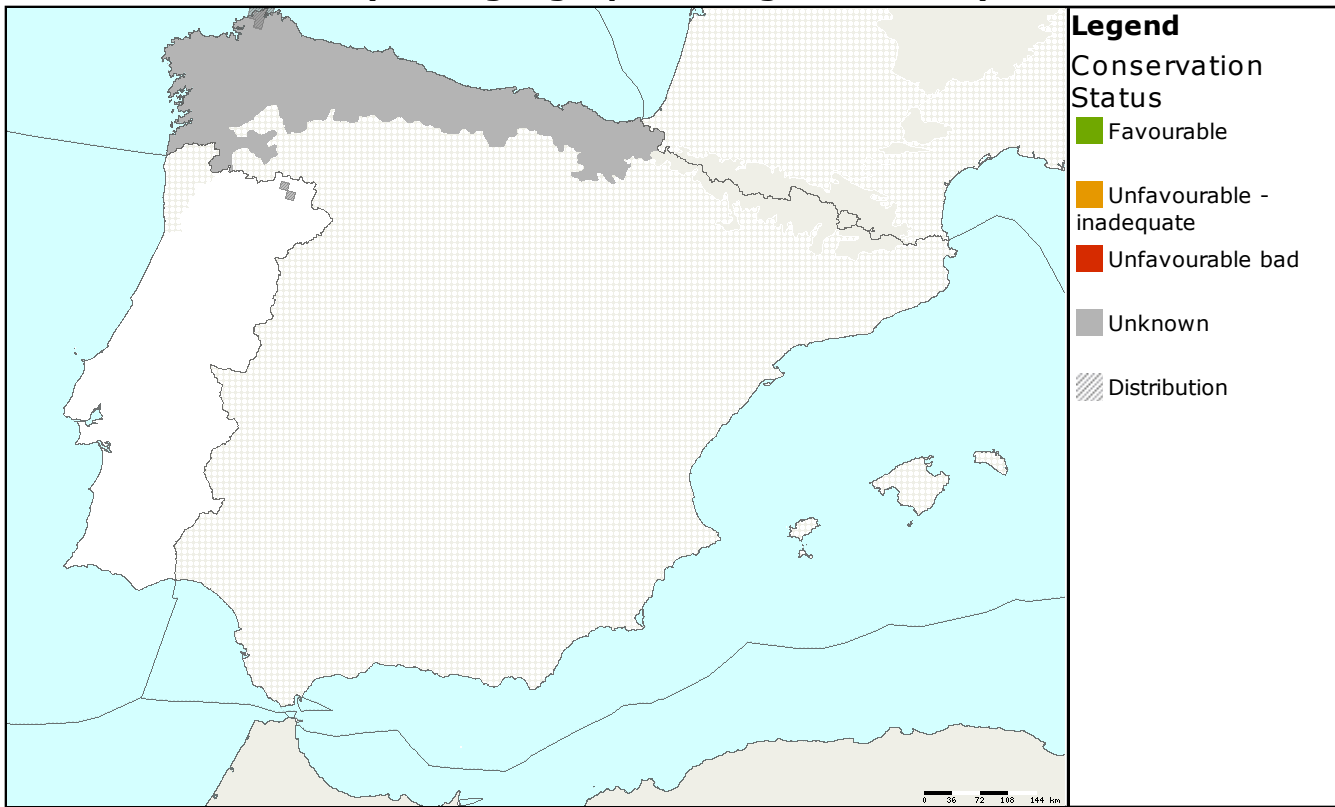 Legend
Conservation
Status
Favourable
Unfavourable -
inadequate
Unfavourable bad
Unknown
Distribution
0 36 72 108 144 km